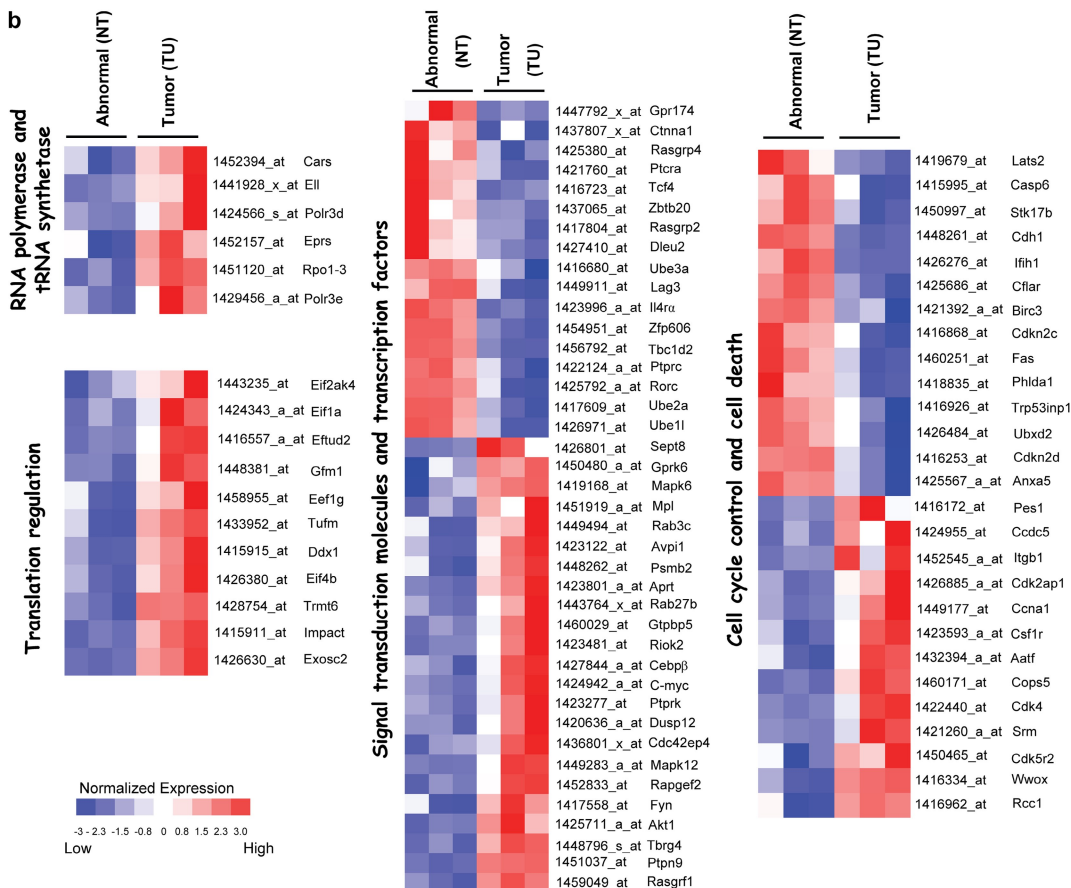 b
Abnormal (NT)
Tumor (TU)
RNA polymerase and
tRNA synthetase
1452394_at Cars
1441928_x_at Ell
1424566_s_at Polr3d
1452157_at Eprs
1451120_at Rpo1-3
1429456_a_at Polr3e
Translation regulation
1443235_at Eif2ak4
1424343_a_at Eif1a
1416557_a_at Eftud2
1448381_at Gfm1
1458955_at Eef1g
1433952_at Tufm
1415915_at Ddx1
1426380_at Eif4b
1428754_at Trmt6
1415911_at Impact
1426630_at Exosc2
Normalized Expression
-3 -2.3 -1.5 -0.8 0 0.8 1.5 2.3 3.0
Low High
Abnormal
(NT)
Tumor
(TU)
Signal transduction molecules and transcription factors
1447792_x_at Gpr174
1437807_x_at Ctnna1
1425380_at Rasgrp4
1421760_at Ptcra
1416723_at Tcf4
1437065_at Zbtb20
1417804_at Rasgrp2
1427410_at Dleu2
1416680_at Ube3a
1449911_at Lag3
1423996_a_at Il4rα
1454951_at Zfp606
1456792_at Tbc1d2
1422124_a_at Ptprc
1425792_a_at Rorc
1417609_at Ube2a
1426971_at Ube1l
1426801_at Sept8
1450480_a_at Gprk6
1419168_at Mapk6
1451919_a_at Mpl
1449494_at Rab3c
1423122_at Avpi1
1448262_at Psmb2
1423801_a_at Aprt
1443764_x_at Rab27b
1460029_at Gtpbp5
1423481_at Riok2
1427844_a_at Cebpβ
1424942_a_at C-myc
1423277_at Ptprk
1420636_a_at Dusp12
1436801_x_at Cdc42ep4
1449283_a_at Mapk12
1452833_at Rapgef2
1417558_at Fyn
1425711_a_at Akt1
1448796_s_at Tbrg4
1451037_at Ptpn9
1459049_at Rasgrf1
Abnormal (NT)
Tumor (TU)
Cell cycle control and cell death
1419679_at Lats2
1415995_at Casp6
1450997_at Stk17b
1448261_at Cdh1
1426276_at Ifih1
1425686_at Cflar
1421392_a_at Birc3
1416868_at Cdkn2c
1460251_at Fas
1418835_at Phlda1
1416926_at Trp53inp1
1426484_at Ubxd2
1416253_at Cdkn2d
1425567_a_at Anxa5
1416172_at Pes1
1424955_at Ccdc5
1452545_a_at Itgb1
1426885_a_at Cdk2ap1
1449177_at Ccna1
1423593_a_at Csf1r
1432394_a_at Aatf
1460171_at Cops5
1422440_at Cdk4
1421260_a_at Srm
1450465_at Cdk5r2
1416334_at Wwox
1416962_at Rcc1